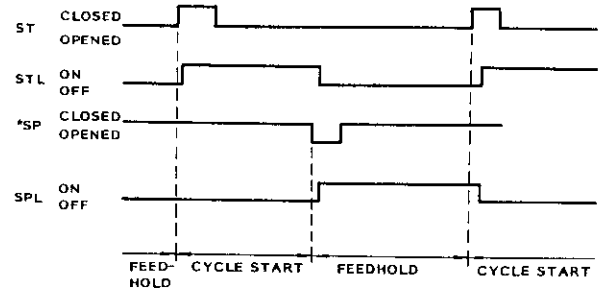 ST CLOSED
OPENED
STL ON
OFF
*SP CLOSED
OPENED
SPL ON
OFF
FEED-
HOLD
CYCLE START
FEEDHOLD
CYCLE START